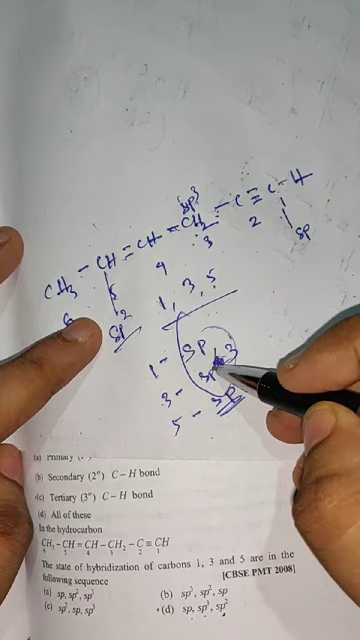 sp³
CH₃ - CH = CH - CH₂ - C ≡ C - H
6 5 4 3 2 1
sp² sp
1, 3, 5
1 - sp
3 - sp3
5 - sp
(a) Primary
(b) Secondary (2°) C – H bond
(c) Tertiary (3°) C – H bond
(d) All of these
In the hydrocarbon
CH₃ – CH = CH – CH₂ – C ≡ CH
6 5 4 3 2 1
The state of hybridization of carbons 1, 3 and 5 are in the
following sequence [CBSE PMT 2008]
(a) sp, sp², sp³ (b) sp³, sp², sp
(c) sp², sp, sp³ (d) sp, sp³, sp²